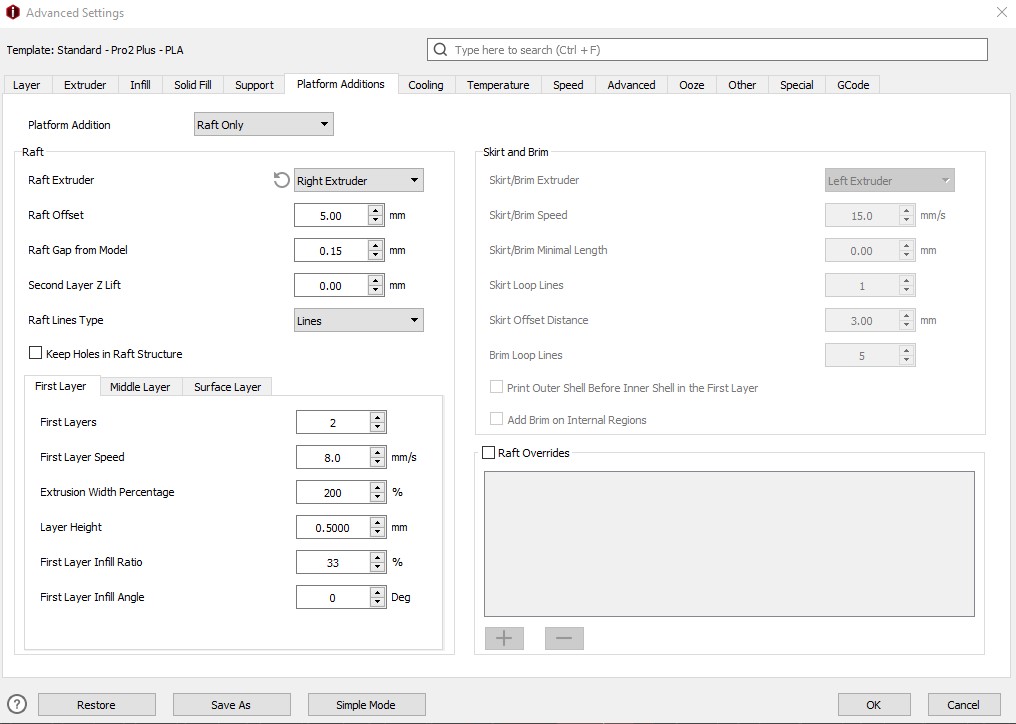 Advanced Settings
Template: Standard - Pro2 Plus - PLA
Type here to search (Ctrl + F)
Layer Extruder Infill Solid Fill Support Platform Additions Cooling Temperature Speed Advanced Ooze Other Special GCode
Platform Addition Raft Only
Raft
Raft Extruder Right Extruder
Raft Offset 5.00 mm
Raft Gap from Model 0.15 mm
Second Layer Z Lift 0.00 mm
Raft Lines Type Lines
Keep Holes in Raft Structure
First Layer Middle Layer Surface Layer
First Layers 2
First Layer Speed 8.0 mm/s
Extrusion Width Percentage 200 %
Layer Height 0.5000 mm
First Layer Infill Ratio 33 %
First Layer Infill Angle 0 Deg
Skirt and Brim
Skirt/Brim Extruder Left Extruder
Skirt/Brim Speed 15.0 mm/s
Skirt/Brim Minimal Length 0.00 mm
Skirt Loop Lines 1
Skirt Offset Distance 3.00 mm
Brim Loop Lines 5
Print Outer Shell Before Inner Shell in the First Layer
Add Brim on Internal Regions
Raft Overrides
? Restore Save As Simple Mode OK Cancel